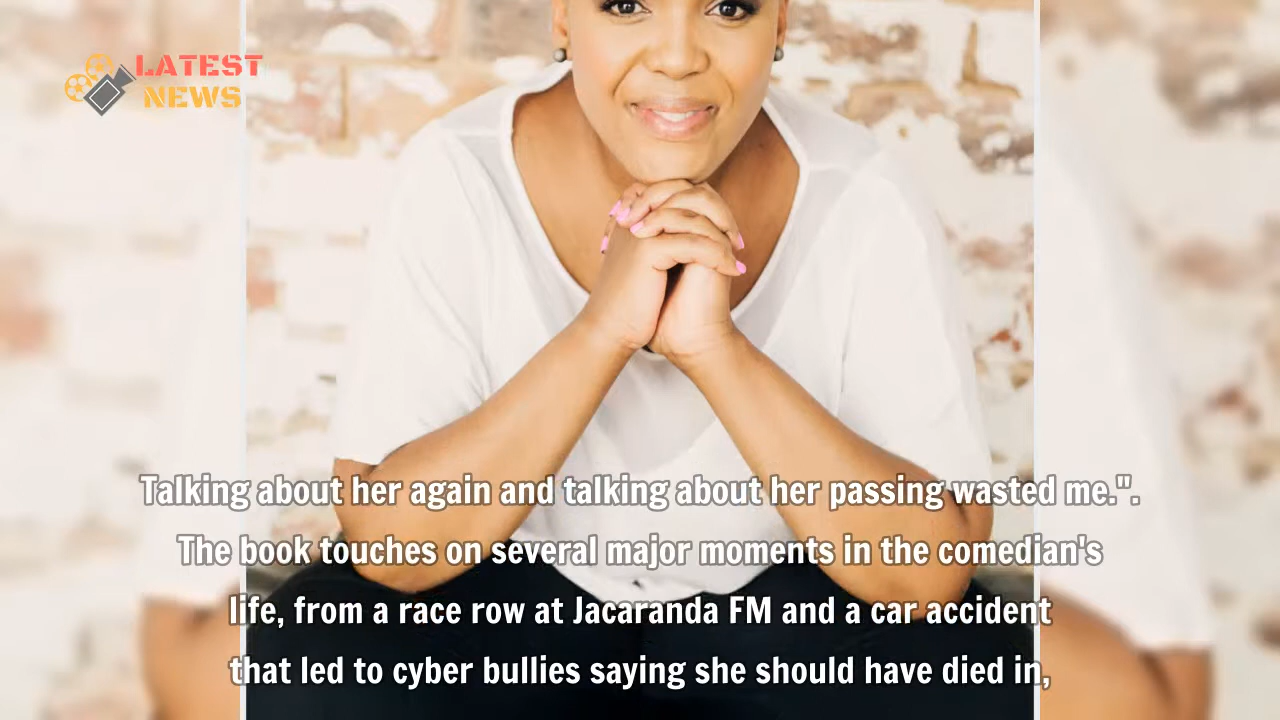 LATEST
NEWS
Talking about her again and talking about her passing wasted me.".
The book touches on several major moments in the comedian's
life, from a race row at Jacaranda FM and a car accident
that led to cyber bullies saying she should have died in,